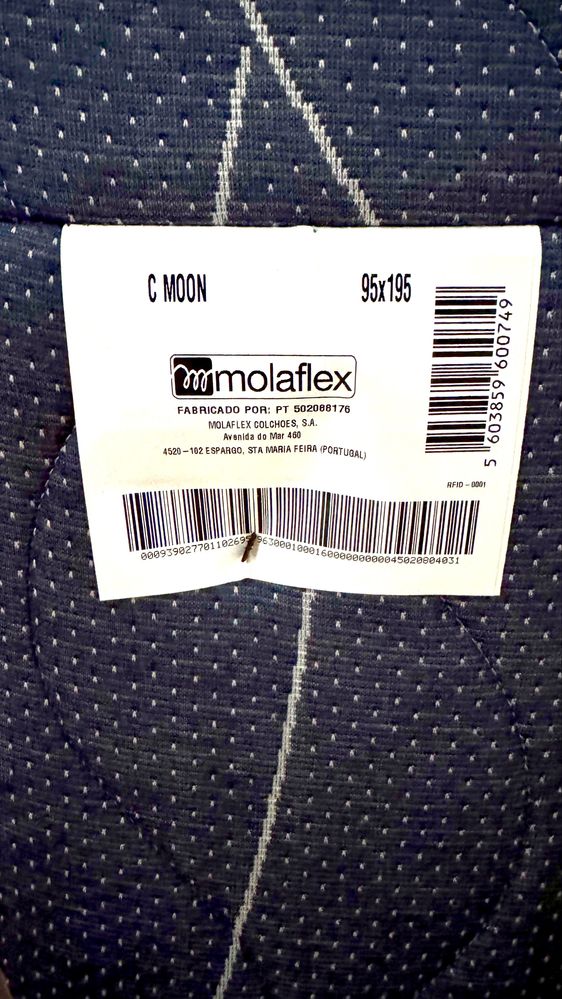 C MOON 95x195
molaflex
FABRICADO POR: PT 502088176
MOLAFLEX COLCHOES, S.A.
Avenida do Mar 460
4520-102 ESPARGO, STA MARIA FEIRA (PORTUGAL)
5 603859 600749
RFID-0001